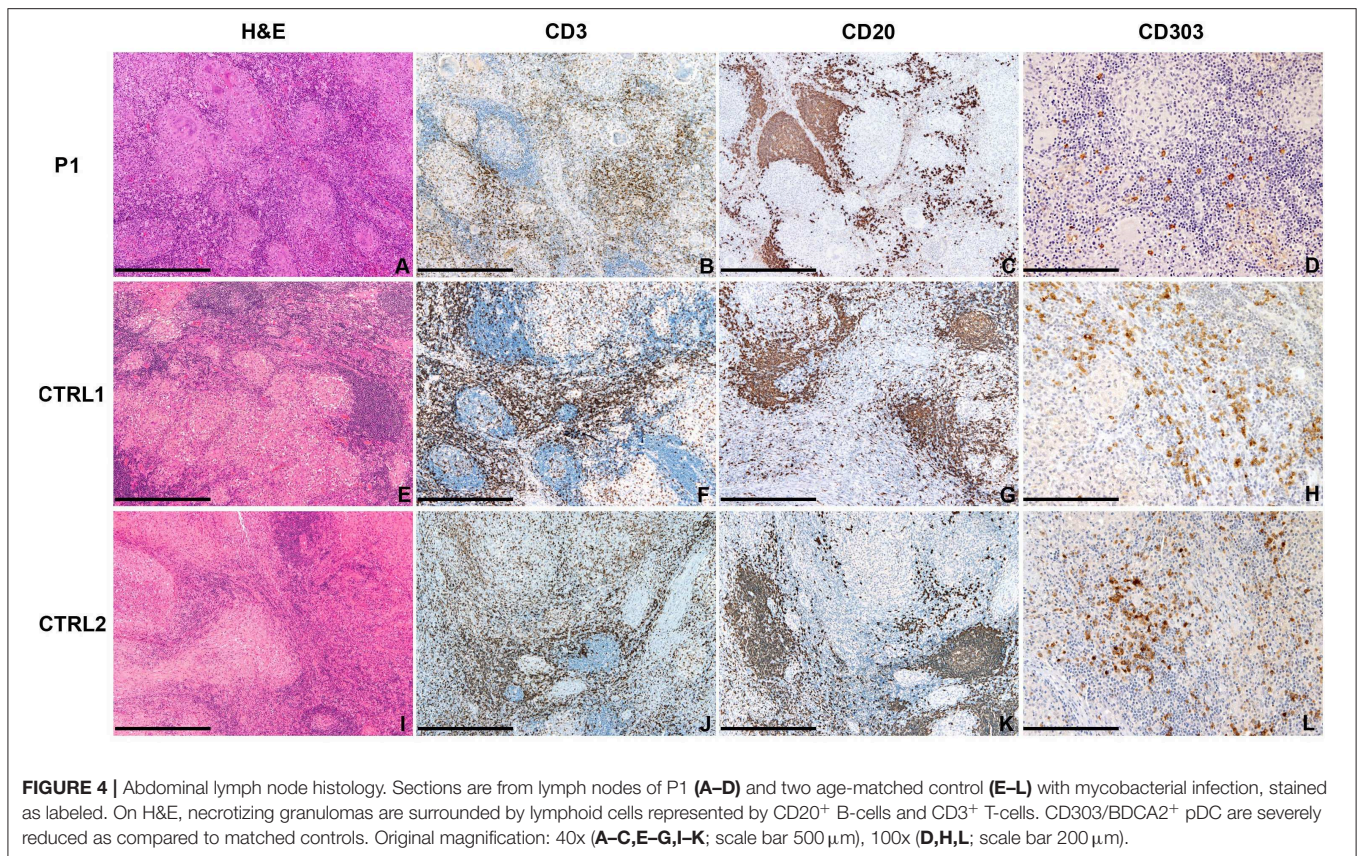 H&E CD3 CD20 CD303
P1
A B C D
CTRL1
E F G H
CTRL2
I J K L
FIGURE 4 | Abdominal lymph node histology. Sections are from lymph nodes of P1 (A–D) and two age-matched control (E–L) with mycobacterial infection, stained
as labeled. On H&E, necrotizing granulomas are surrounded by lymphoid cells represented by CD20+ B-cells and CD3+ T-cells. CD303/BDCA2+ pDC are severely
reduced as compared to matched controls. Original magnification: 40x (A–C,E–G,I–K; scale bar 500 μm), 100x (D,H,L; scale bar 200 μm).